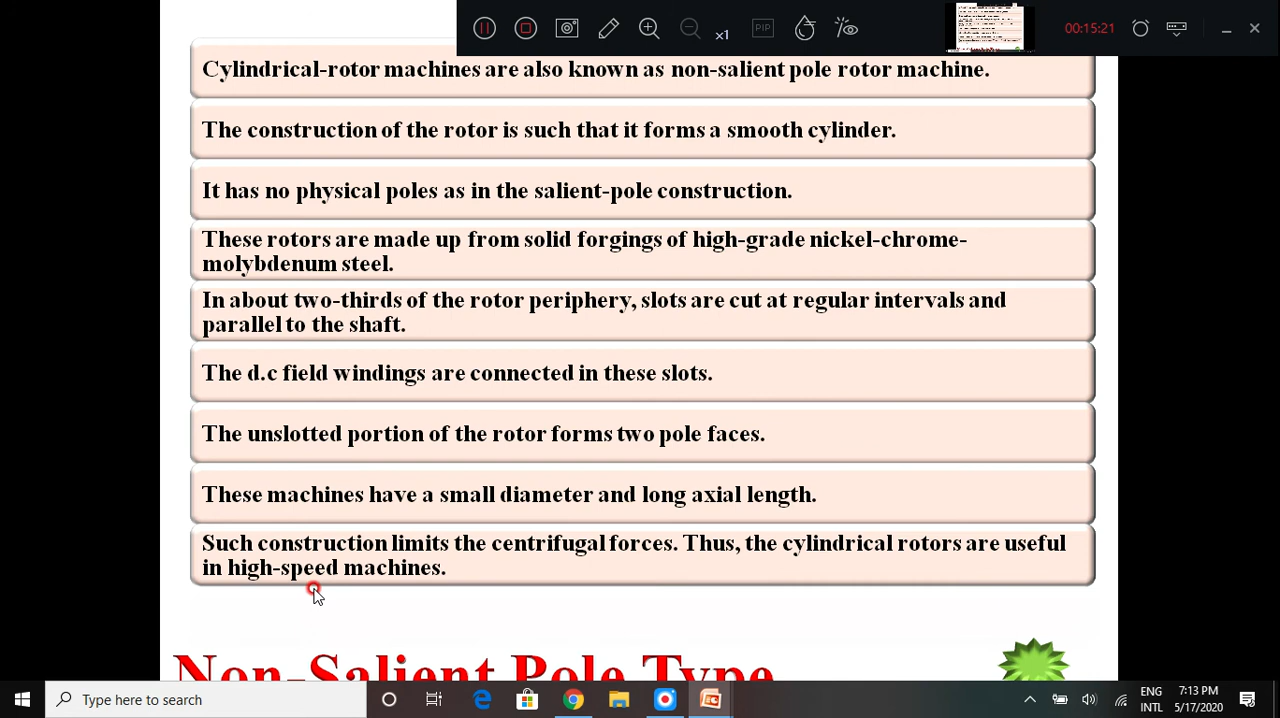 x1
PIP
00:15:21
Cylindrical-rotor machines are also known as non-salient pole rotor machine.
The construction of the rotor is such that it forms a smooth cylinder.
It has no physical poles as in the salient-pole construction.
These rotors are made up from solid forgings of high-grade nickel-chrome-
molybdenum steel.
In about two-thirds of the rotor periphery, slots are cut at regular intervals and
parallel to the shaft.
The d.c field windings are connected in these slots.
The unslotted portion of the rotor forms two pole faces.
These machines have a small diameter and long axial length.
Such construction limits the centrifugal forces. Thus, the cylindrical rotors are useful
in high-speed machines.
Non-Salient Pole Type
Type here to search
ENG
INTL
7:13 PM
5/17/2020